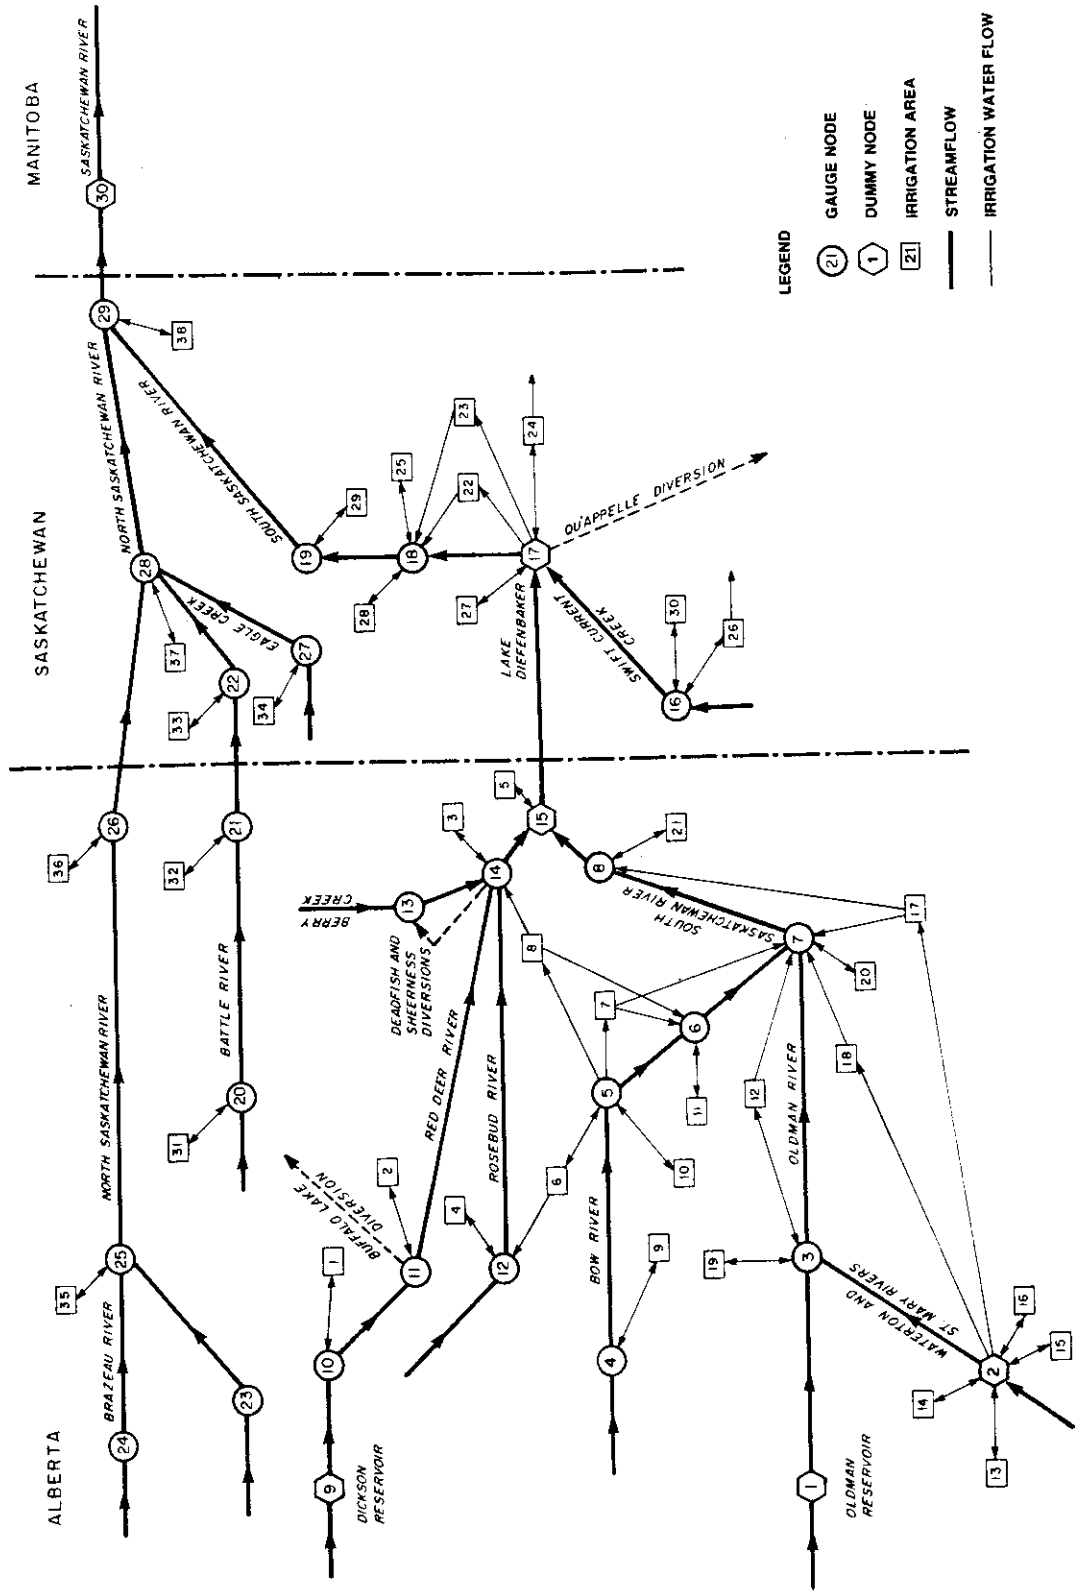 ALBERTA
SASKATCHEWAN
MANITOBA
24
BRAZEAU RIVER
35
25
23
NORTH SASKATCHEWAN RIVER
36
26
31
20
BATTLE RIVER
32
21
33
22
34
27
EAGLE CREEK
37
28
NORTH SASKATCHEWAN RIVER
29
38
30
SASKATCHEWAN RIVER
9
DICKSON
RESERVOIR
10
1
11
BUFFALO LAKE
DIVERSION
2
RED DEER RIVER
DEADFISH AND
SHEERNESS
DIVERSIONS
BERRY
CREEK
13
14
3
12
4
ROSEBUD RIVER
6
5
15
LAKE
DIEFENBAKER
17
27
24
QU'APPELLE DIVERSION
22
23
18
28
25
19
29
SOUTH SASKATCHEWAN RIVER
SWIFT CURRENT
CREEK
16
30
26
4
9
BOW RIVER
5
10
7
8
6
11
SOUTH
SASKATCHEWAN RIVER
8
21
1
OLDMAN
RESERVOIR
19
3
OLDMAN RIVER
12
7
20
18
17
WATERTON AND
ST. MARY RIVERS
2
14
13
15
16
LEGEND
21 GAUGE NODE
1 DUMMY NODE
21 IRRIGATION AREA
STREAMFLOW
IRRIGATION WATER FLOW